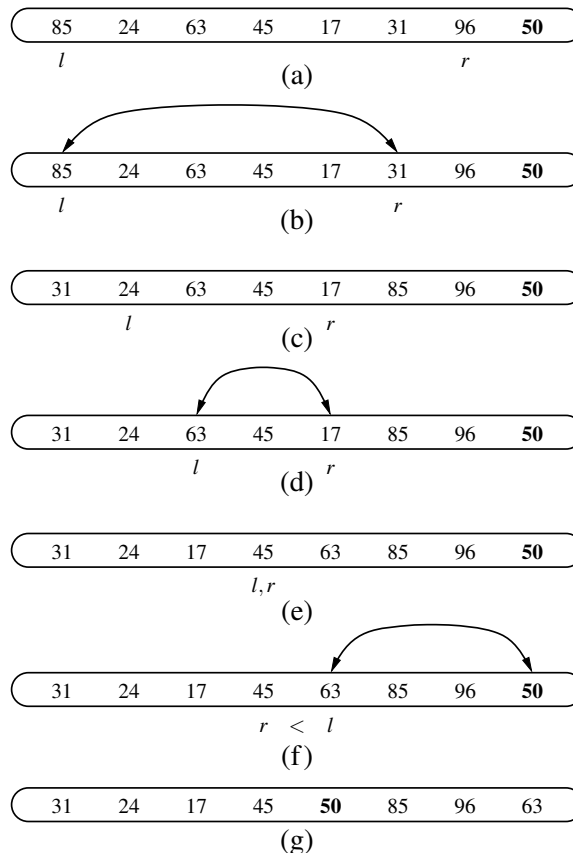 85 24 63 45 17 31 96 50
l r
(a)
85 24 63 45 17 31 96 50
l r
(b)
31 24 63 45 17 85 96 50
l r
(c)
31 24 63 45 17 85 96 50
l r
(d)
31 24 17 45 63 85 96 50
l, r
(e)
31 24 17 45 63 85 96 50
r < l
(f)
31 24 17 45 50 85 96 63
(g)